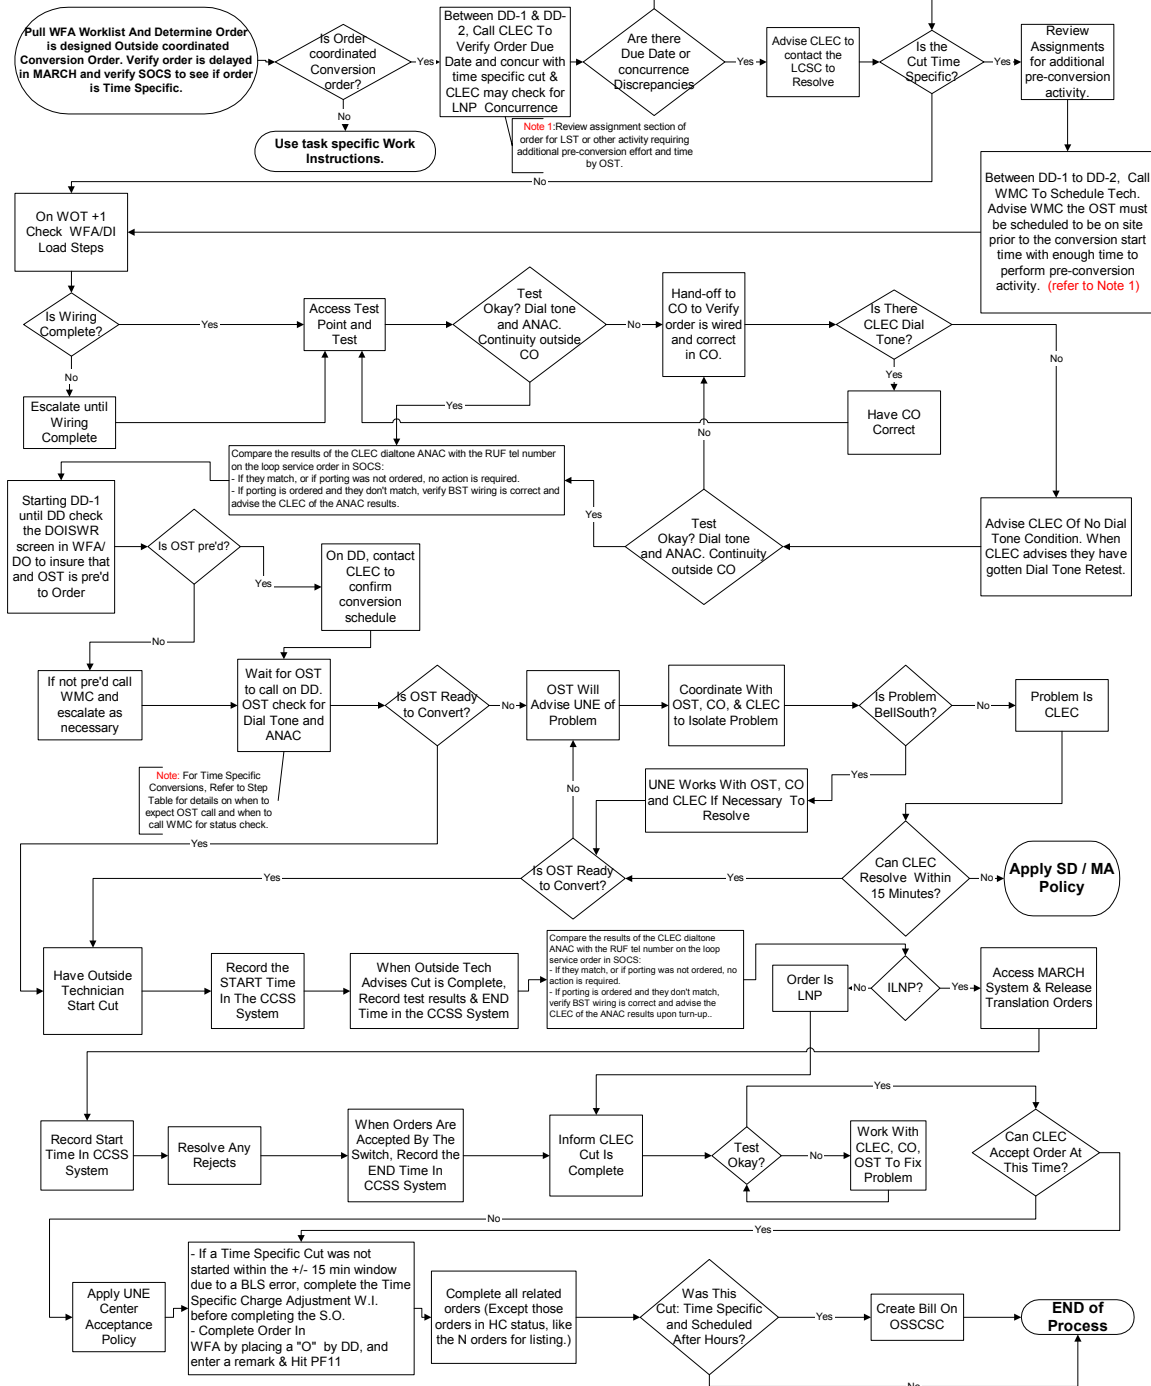 Pull WFA Worklist And Determine Order
is designed Outside coordinated
Conversion Order. Verify order is delayed
in MARCH and verify SOCS to see if order
is Time Specific.
Is Order
coordinated
Conversion
order?
Yes
No
Use task specific Work
Instructions.
Between DD-1 & DD-
2, Call CLEC To
Verify Order Due
Date and concur with
time specific cut &
CLEC may check for
LNP Concurrence
Note 1:Review assignment section of
order for LST or other activity requiring
additional pre-conversion effort and time
by OST.
Are there
Due Date or
concurrence
Discrepancies
Yes
Advise CLEC to
contact the
LCSC to
Resolve
Is the
Cut Time
Specific?
Yes
No
Review
Assignments
for additional
pre-conversion
activity.
Between DD-1 to DD-2, Call
WMC To Schedule Tech.
Advise WMC the OST must
be scheduled to be on site
prior to the conversion start
time with enough time to
perform pre-conversion
activity. (refer to Note 1)
On WOT +1
Check WFA/DI
Load Steps
Is Wiring
Complete?
Yes
No
Escalate until
Wiring
Complete
Access Test
Point and
Test
Test
Okay? Dial tone
and ANAC.
Continuity outside
CO
No
Yes
Hand-off to
CO to Verify
order is wired
and correct
in CO.
Is There
CLEC Dial
Tone?
No
Yes
Have CO
Correct
No
Compare the results of the CLEC dialtone ANAC with the RUF tel number
on the loop service order in SOCS:
- If they match, or if porting was not ordered, no action is required.
- If porting is ordered and they don't match, verify BST wiring is correct and
advise the CLEC of the ANAC results.
Yes
Test
Okay? Dial tone
and ANAC. Continuity
outside CO
Advise CLEC Of No Dial
Tone Condition. When
CLEC advises they have
gotten Dial Tone Retest.
Starting DD-1
until DD check
the DOISWR
screen in WFA/
DO to insure that
and OST is pre'd
to Order
Is OST pre'd?
Yes
No
On DD, contact
CLEC to
confirm
conversion
schedule
If not pre'd call
WMC and
escalate as
necessary
Wait for OST
to call on DD.
OST check for
Dial Tone and
ANAC
Note: For Time Specific
Conversions, Refer to Step
Table for details on when to
expect OST call and when to
call WMC for status check.
Is OST Ready
to Convert?
No
Yes
OST Will
Advise UNE of
Problem
Coordinate With
OST, CO, & CLEC
to Isolate Problem
Is Problem
BellSouth?
No
Yes
Problem Is
CLEC
UNE Works With OST, CO
and CLEC If Necessary To
Resolve
No
Is OST Ready
to Convert?
Yes
Yes
Can CLEC
Resolve Within
15 Minutes?
No
Apply SD / MA
Policy
Have Outside
Technician
Start Cut
Record the
START Time
In The CCSS
System
When Outside Tech
Advises Cut is Complete,
Record test results & END
Time in the CCSS System
Compare the results of the CLEC dialtone
ANAC with the RUF tel number on the loop
service order in SOCS:
- If they match, or if porting was not ordered, no
action is required.
- If porting is ordered and they don't match,
verify BST wiring is correct and advise the
CLEC of the ANAC results upon turn-up..
Order Is
LNP
No
ILNP?
Yes
Access MARCH
System & Release
Translation Orders
Record Start
Time In CCSS
System
Resolve Any
Rejects
When Orders Are
Accepted By The
Switch, Record the
END Time In
CCSS System
Inform CLEC
Cut Is
Complete
Test
Okay?
Yes
No
Work With
CLEC, CO,
OST To Fix
Problem
Can CLEC
Accept Order At
This Time?
No
Yes
Apply UNE
Center
Acceptance
Policy
- If a Time Specific Cut was not
started within the +/- 15 min window
due to a BLS error, complete the Time
Specific Charge Adjustment W.I.
before completing the S.O.
- Complete Order In
WFA by placing a "O" by DD, and
enter a remark & Hit PF11
Complete all related
orders (Except those
orders in HC status, like
the N orders for listing.)
Was This
Cut: Time Specific
and Scheduled
After Hours?
Yes
No
Create Bill On
OSSCSC
END of
Process